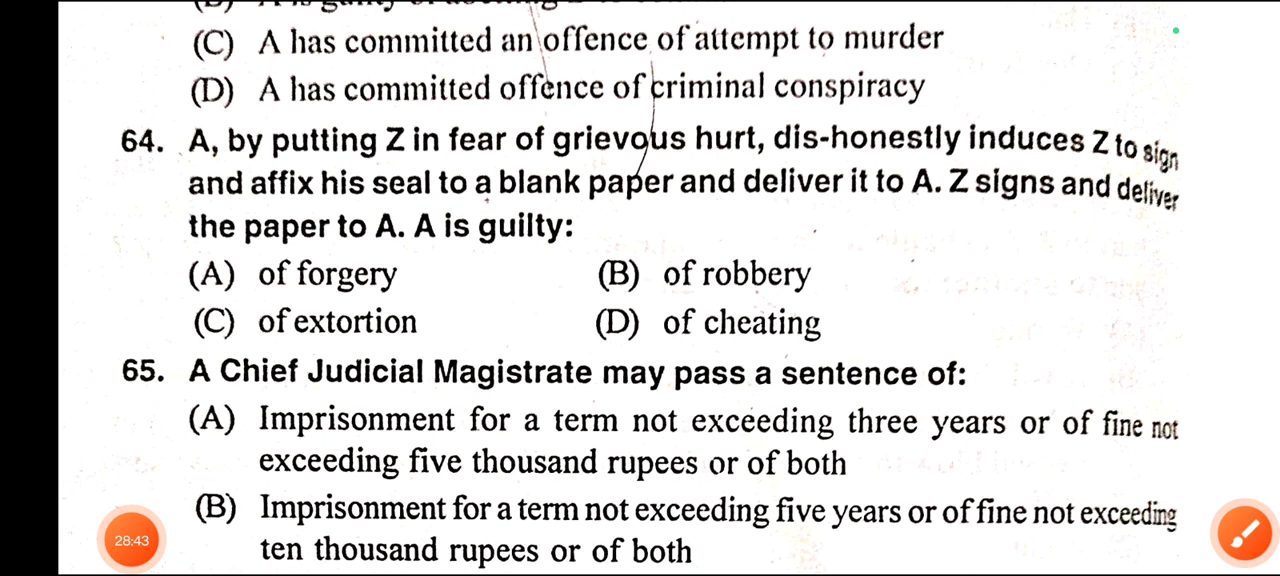 (C) A has committed an offence of attempt to murder
(D) A has committed offence of criminal conspiracy
64. A, by putting Z in fear of grievous hurt, dis-honestly induces Z to sign
and affix his seal to a blank paper and deliver it to A. Z signs and deliver
the paper to A. A is guilty:
(A) of forgery (B) of robbery
(C) of extortion (D) of cheating
65. A Chief Judicial Magistrate may pass a sentence of:
(A) Imprisonment for a term not exceeding three years or of fine not
exceeding five thousand rupees or of both
(B) Imprisonment for a term not exceeding five years or of fine not exceeding
ten thousand rupees or of both
28:43